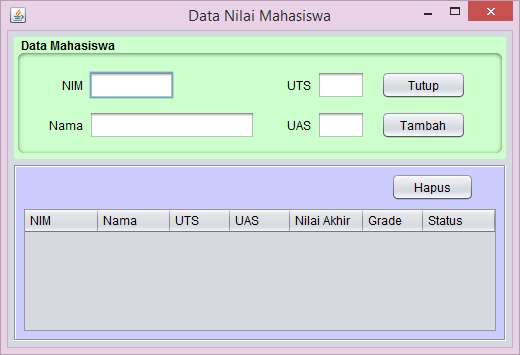 Data Nilai Mahasiswa
Data Mahasiswa
NIM UTS Tutup
Nama UAS Tambah
Hapus
NIM Nama UTS UAS Nilai Akhir Grade Status